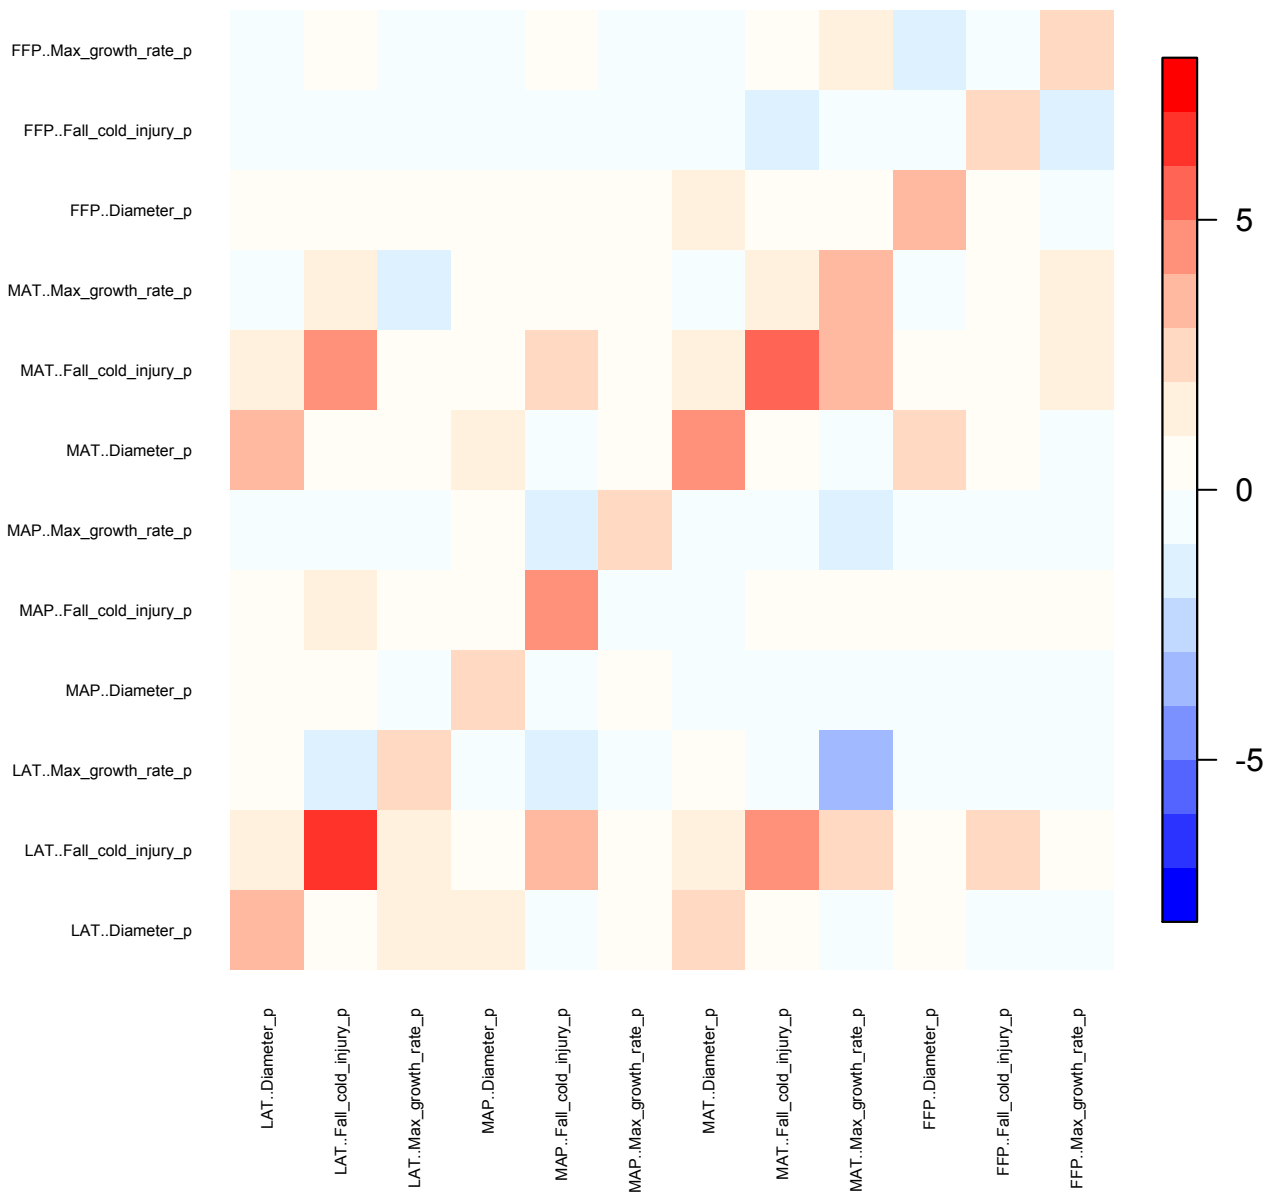 FFP..Max_growth_rate_p
FFP..Fall_cold_injury_p
FFP..Diameter_p
MAT..Max_growth_rate_p
MAT..Fall_cold_injury_p
MAT..Diameter_p
MAP..Max_growth_rate_p
MAP..Fall_cold_injury_p
MAP..Diameter_p
LAT..Max_growth_rate_p
LAT..Fall_cold_injury_p
LAT..Diameter_p
LAT..Diameter_p
LAT..Fall_cold_injury_p
LAT..Max_growth_rate_p
MAP..Diameter_p
MAP..Fall_cold_injury_p
MAP..Max_growth_rate_p
MAT..Diameter_p
MAT..Fall_cold_injury_p
MAT..Max_growth_rate_p
FFP..Diameter_p
FFP..Fall_cold_injury_p
FFP..Max_growth_rate_p
5
0
-5